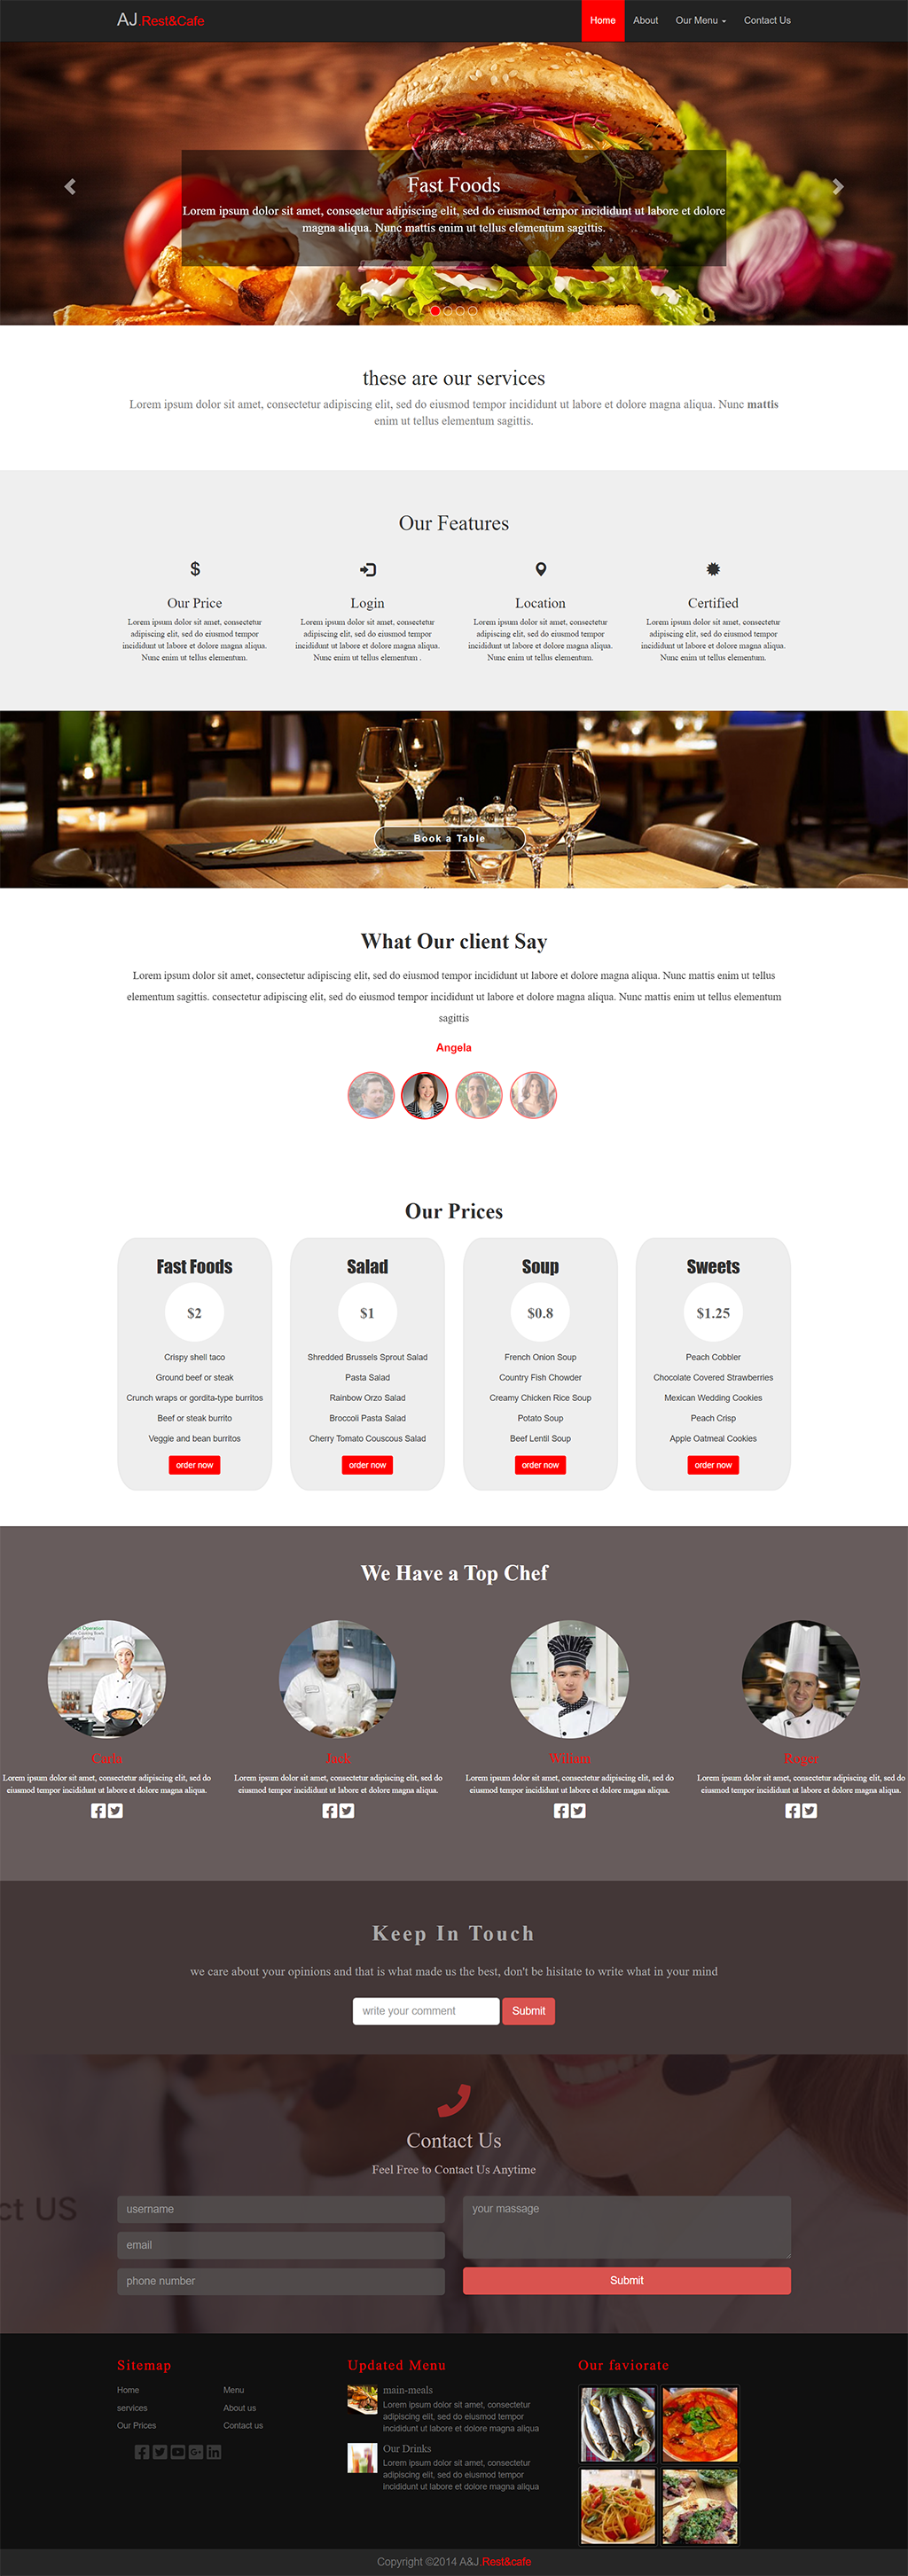 AJ.Rest&Cafe
Home About Our Menu Contact Us
Fast Foods
Lorem ipsum dolor sit amet, consectetur adipiscing elit, sed do eiusmod tempor incididunt ut labore et dolore
magna aliqua. Nunc mattis enim ut tellus elementum sagittis.
these are our services
Lorem ipsum dolor sit amet, consectetur adipiscing elit, sed do eiusmod tempor incididunt ut labore et dolore magna aliqua. Nunc mattis
enim ut tellus elementum sagittis.
Our Features
$
Our Price
Lorem ipsum dolor sit amet, consectetur
adipiscing elit, sed do eiusmod tempor
incididunt ut labore et dolore magna aliqua.
Nunc enim ut tellus elementum.
Login
Lorem ipsum dolor sit amet, consectetur
adipiscing elit, sed do eiusmod tempor
incididunt ut labore et dolore magna aliqua.
Nunc enim ut tellus elementum .
Location
Lorem ipsum dolor sit amet, consectetur
adipiscing elit, sed do eiusmod tempor
incididunt ut labore et dolore magna aliqua.
Nunc enim ut tellus elementum.
Certified
Lorem ipsum dolor sit amet, consectetur
adipiscing elit, sed do eiusmod tempor
incididunt ut labore et dolore magna aliqua.
Nunc enim ut tellus elementum.
Book a Table
What Our client Say
Lorem ipsum dolor sit amet, consectetur adipiscing elit, sed do eiusmod tempor incididunt ut labore et dolore magna aliqua. Nunc mattis enim ut tellus
elementum sagittis. consectetur adipiscing elit, sed do eiusmod tempor incididunt ut labore et dolore magna aliqua. Nunc mattis enim ut tellus elementum
sagittis
Angela
Our Prices
Fast Foods
$2
Crispy shell taco
Ground beef or steak
Crunch wraps or gordita-type burritos
Beef or steak burrito
Veggie and bean burritos
order now
Salad
$1
Shredded Brussels Sprout Salad
Pasta Salad
Rainbow Orzo Salad
Broccoli Pasta Salad
Cherry Tomato Couscous Salad
order now
Soup
$0.8
French Onion Soup
Country Fish Chowder
Creamy Chicken Rice Soup
Potato Soup
Beef Lentil Soup
order now
Sweets
$1.25
Peach Cobbler
Chocolate Covered Strawberries
Mexican Wedding Cookies
Peach Crisp
Apple Oatmeal Cookies
order now
We Have a Top Chef
Carla
Lorem ipsum dolor sit amet, consectetur adipiscing elit, sed do
eiusmod tempor incididunt ut labore et dolore magna aliqua.
Jack
Lorem ipsum dolor sit amet, consectetur adipiscing elit, sed do
eiusmod tempor incididunt ut labore et dolore magna aliqua.
Wiliam
Lorem ipsum dolor sit amet, consectetur adipiscing elit, sed do
eiusmod tempor incididunt ut labore et dolore magna aliqua.
Roger
Lorem ipsum dolor sit amet, consectetur adipiscing elit, sed do
eiusmod tempor incididunt ut labore et dolore magna aliqua.
Keep In Touch
we care about your opinions and that is what made us the best, don't be hisitate to write what in your mind
write your comment Submit
ct US
Contact Us
Feel Free to Contact Us Anytime
username
email
phone number
your massage
Submit
Sitemap
Home Menu
services About us
Our Prices Contact us
Updated Menu
main-meals
Lorem ipsum dolor sit amet, consectetur
adipiscing elit, sed do eiusmod tempor
incididunt ut labore et dolore magna aliqua
Our Drinks
Lorem ipsum dolor sit amet, consectetur
adipiscing elit, sed do eiusmod tempor
incididunt ut labore et dolore magna aliqua
Our faviorate
Copyright ©2014 A&J.Rest&cafe